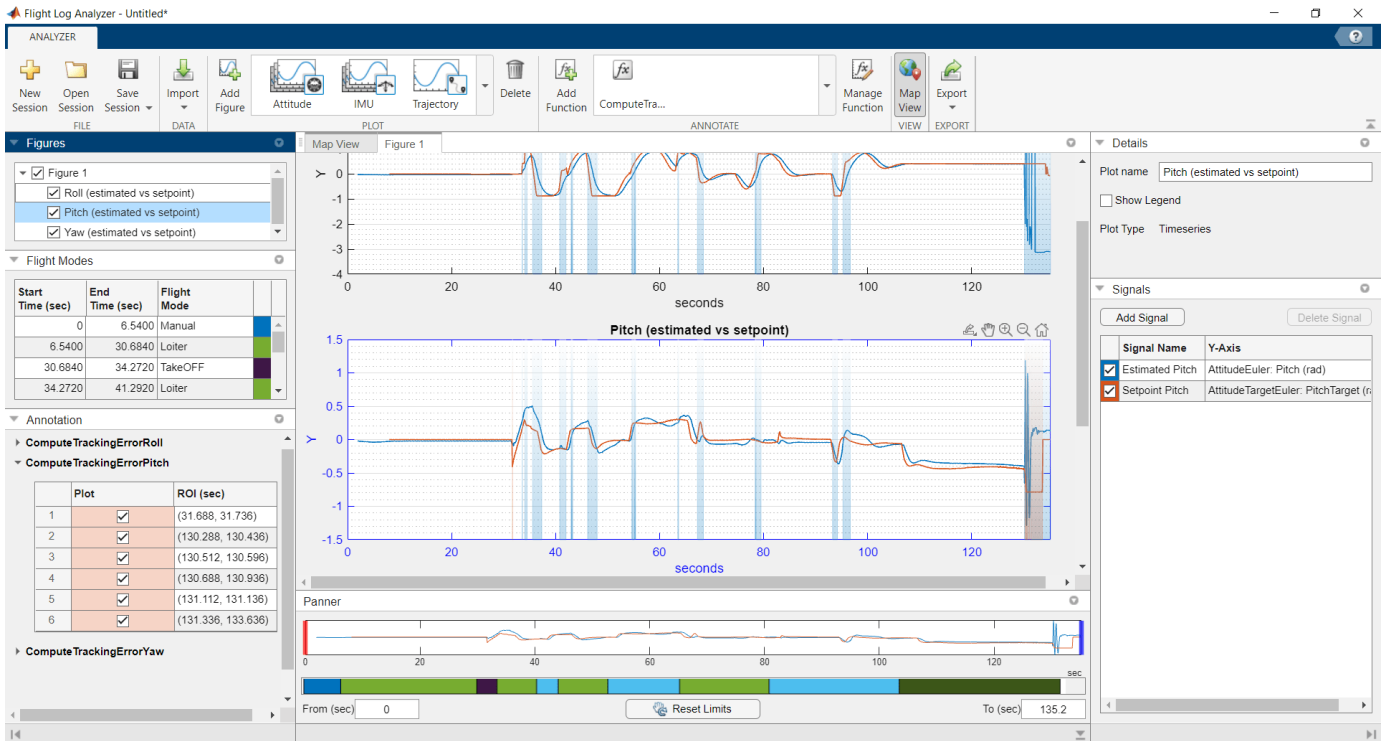 Flight Log Analyzer - Untitled*
ANALYZER
?
New Session
Open Session
Save Session
Import
Add Figure
Attitude
IMU
Trajectory
Delete
fx
Add Function
fx
ComputeTra...
fx
Manage Function
Map View
Export
FILE
DATA
PLOT
ANNOTATE
VIEW
EXPORT
Figures
Figure 1
Roll (estimated vs setpoint)
Pitch (estimated vs setpoint)
Yaw (estimated vs setpoint)
Flight Modes
Start Time (sec) End Time (sec) Flight Mode
0 6.5400 Manual
6.5400 30.6840 Loiter
30.6840 34.2720 TakeOFF
34.2720 41.2920 Loiter
Annotation
ComputeTrackingErrorRoll
ComputeTrackingErrorPitch
Plot ROI (sec)
1 (31.688, 31.736)
2 (130.288, 130.436)
3 (130.512, 130.596)
4 (130.688, 130.936)
5 (131.112, 131.136)
6 (131.336, 133.636)
ComputeTrackingErrorYaw
Map View Figure 1
Y
0
-1
-2
-3
-4
0 20 40 60 80 100 120
seconds
Pitch (estimated vs setpoint)
Y
1.5
1
0.5
0
-0.5
-1
-1.5
0 20 40 60 80 100 120
seconds
Panner
0 20 40 60 80 100 120
sec
From (sec) 0
Reset Limits
To (sec) 135.2
Details
Plot name Pitch (estimated vs setpoint)
Show Legend
Plot Type Timeseries
Signals
Add Signal Delete Signal
Signal Name Y-Axis
Estimated Pitch AttitudeEuler: Pitch (rad)
Setpoint Pitch AttitudeTargetEuler: PitchTarget (ra